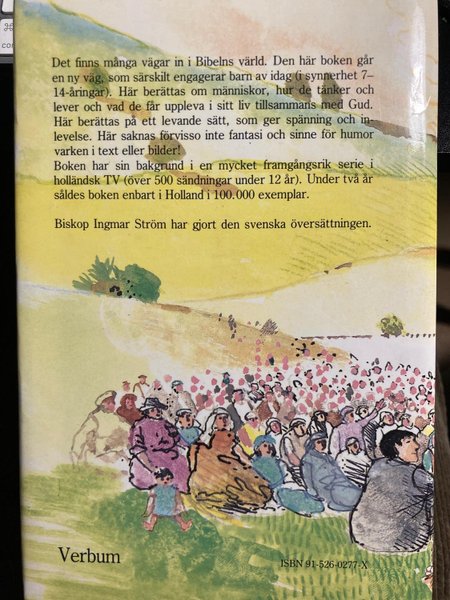 Det finns många vägar in i Bibelns värld. Den här boken går
en ny väg, som särskilt engagerar barn av idag (i synnerhet 7–
14-åringar). Här berättas om människor, hur de tänker och
lever och vad de får uppleva i sitt liv tillsammans med Gud.
Här berättas på ett levande sätt, som ger spänning och in-
levelse. Här saknas förvisso inte fantasi och sinne för humor
varken i text eller bilder!
Boken har sin bakgrund i en mycket framgångsrik serie i
holländsk TV (över 500 sändningar under 12 år). Under två år
såldes boken enbart i Holland i 100.000 exemplar.
Biskop Ingmar Ström har gjort den svenska översättningen.
Verbum
ISBN 91-526-0277-X